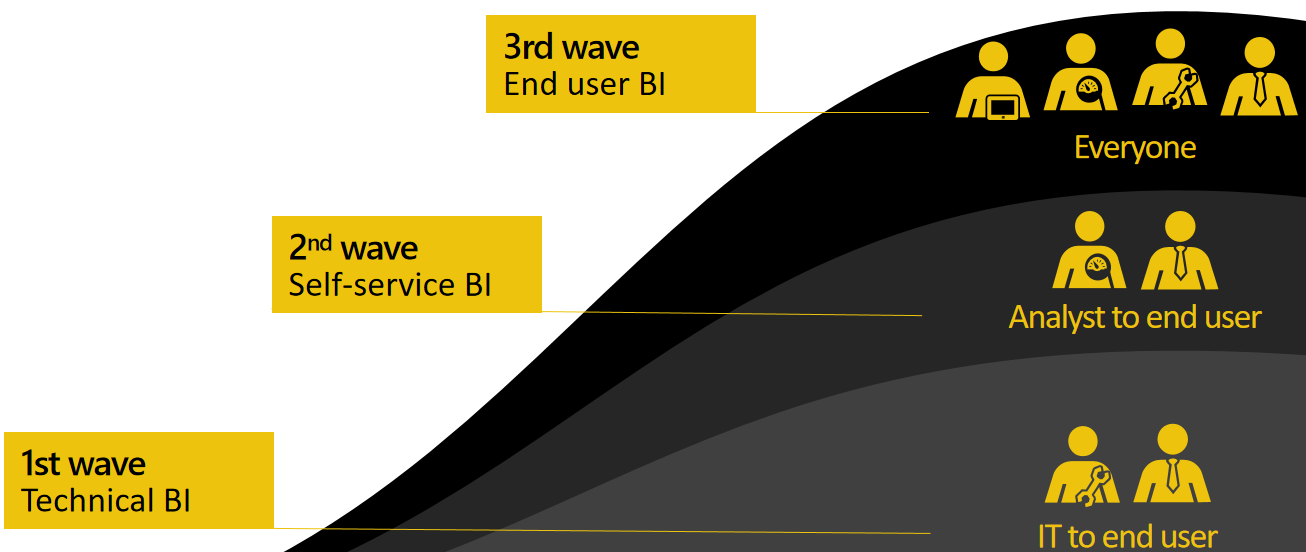 3rd wave
End user BI
Everyone
2nd wave
Self-service BI
Analyst to end user
1st wave
Technical BI
IT to end user